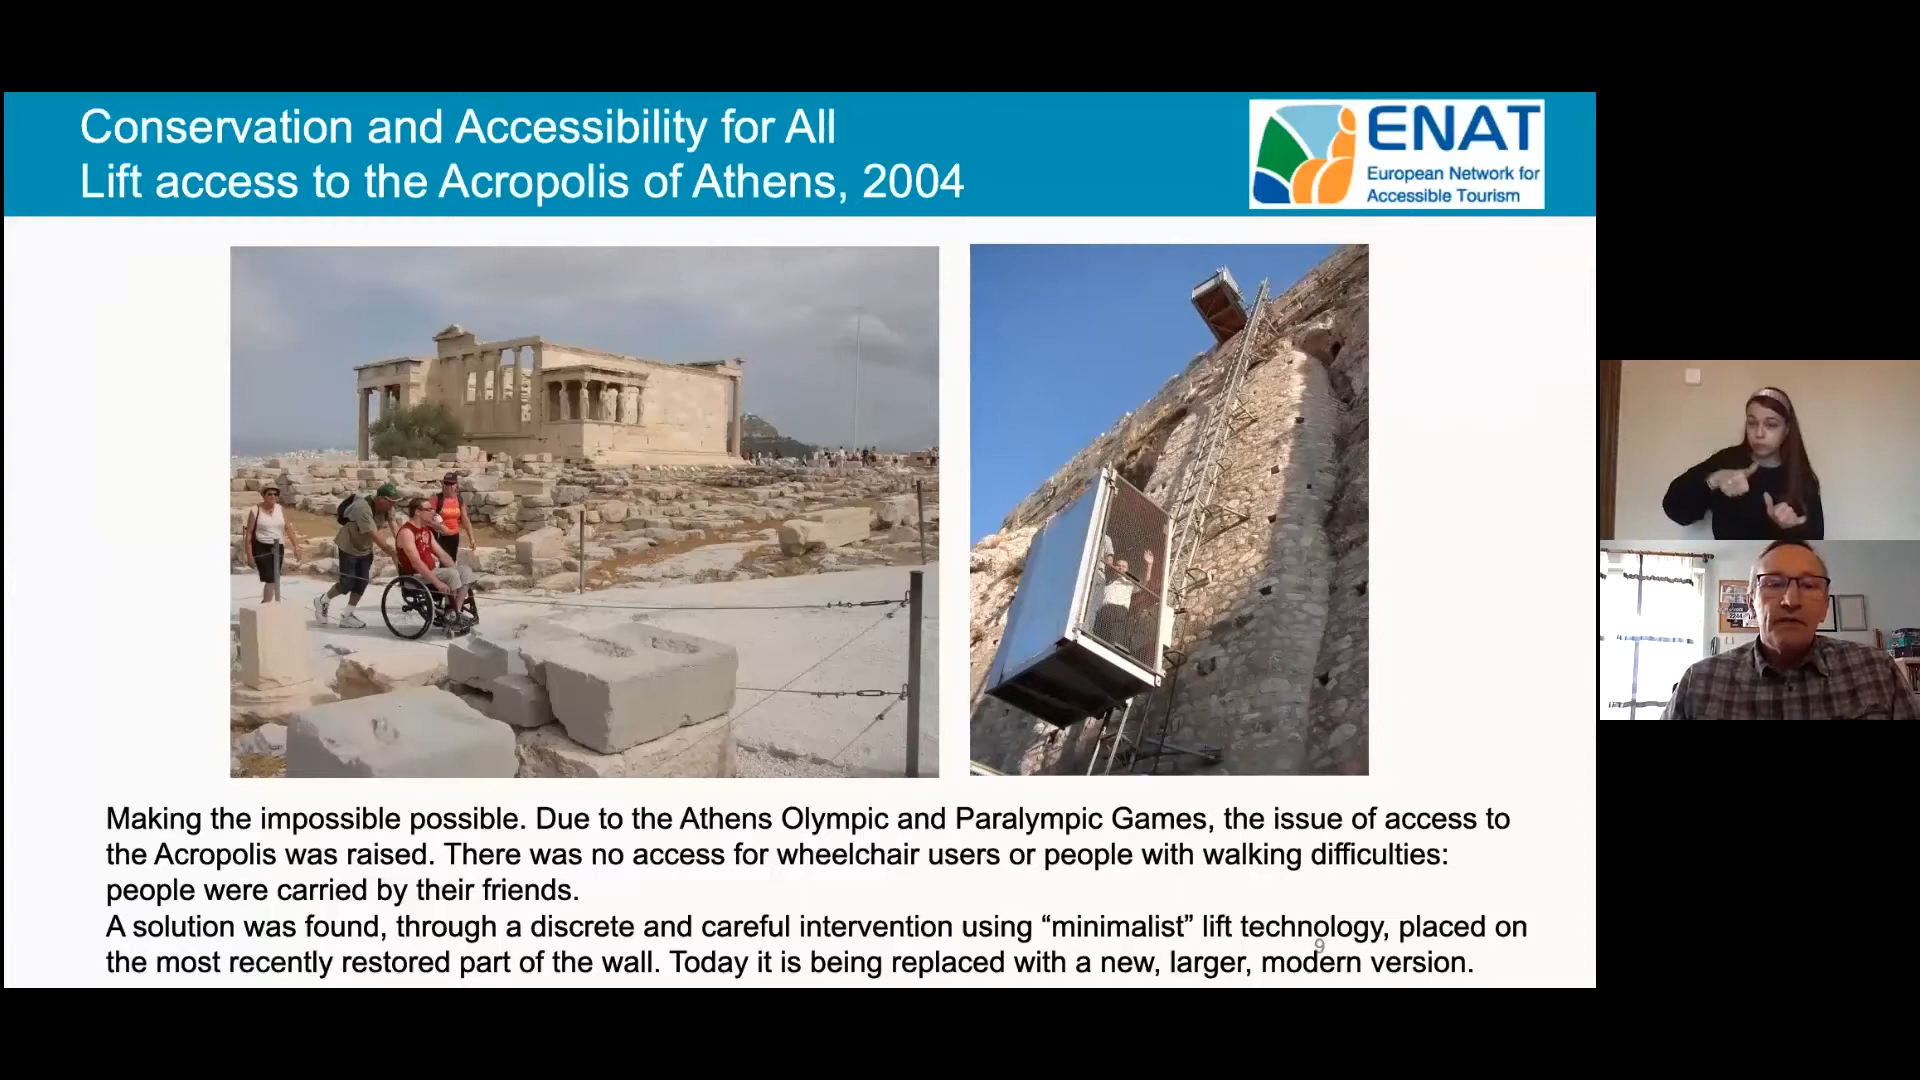 Conservation and Accessibility for All
Lift access to the Acropolis of Athens, 2004
ENAT
European Network for
Accessible Tourism
Making the impossible possible. Due to the Athens Olympic and Paralympic Games, the issue of access to
the Acropolis was raised. There was no access for wheelchair users or people with walking difficulties:
people were carried by their friends.
A solution was found, through a discrete and careful intervention using “minimalist” lift technology, placed on
the most recently restored part of the wall. Today it is being replaced with a new, larger, modern version.
9